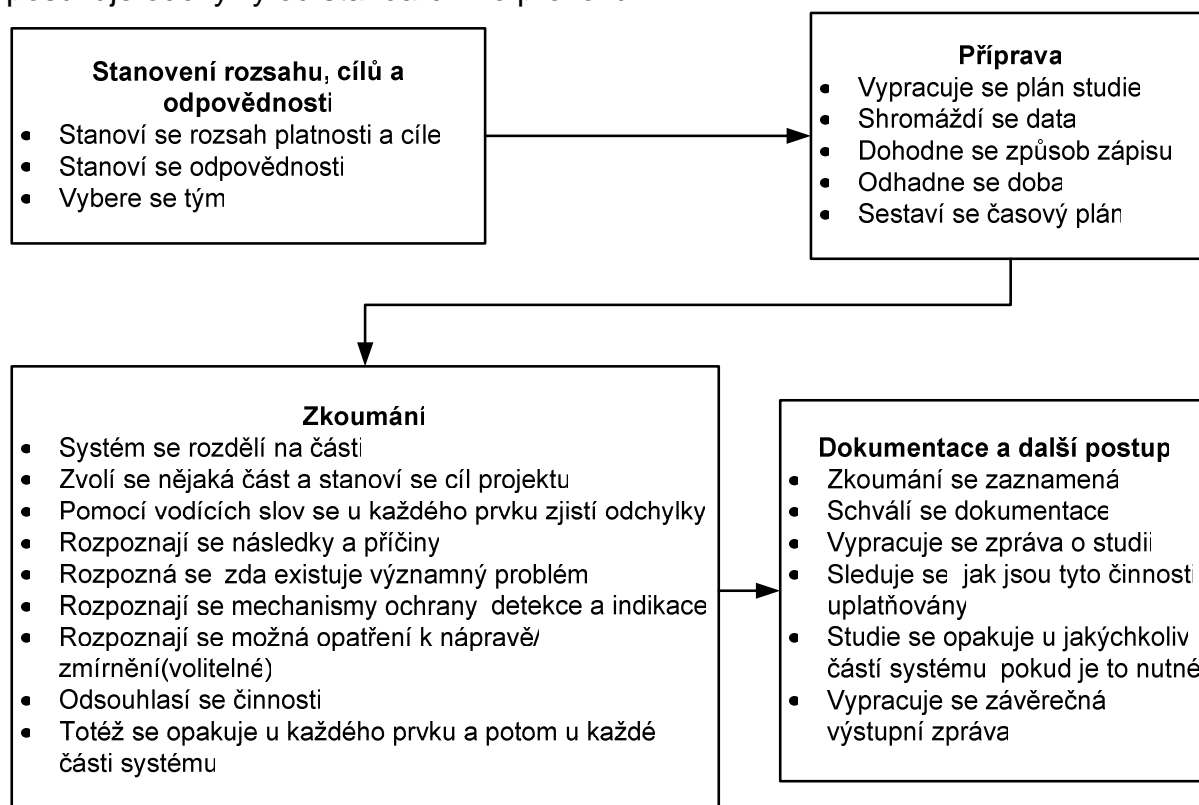 Stanovení rozsahu, cílů a
odpovědnosti
• Stanoví se rozsah platnosti a cíle
• Stanoví se odpovědnosti
• Vybere se tým
Příprava
• Vypracuje se plán studie
• Shromáždí se data
• Dohodne se způsob zápisu
• Odhadne se doba
• Sestaví se časový plán
Zkoumání
• Systém se rozdělí na části
• Zvolí se nějaká část a stanoví se cíl projektu
• Pomocí vodících slov se u každého prvku zjistí odchylky
• Rozpoznají se následky a příčiny
• Rozpozná se zda existuje významný problém
• Rozpoznají se mechanismy ochrany detekce a indikace
• Rozpoznají se možná opatření k nápravě/
zmírnění(volitelné)
• Odsouhlasí se činnosti
• Totéž se opakuje u každého prvku a potom u každé
části systému
Dokumentace a další postup
• Zkoumání se zaznamená
• Schválí se dokumentace
• Vypracuje se zpráva o studii
• Sleduje se jak jsou tyto činnosti
uplatňovány
• Studie se opakuje u jakýchkoliv
částí systému pokud je to nutné
• Vypracuje se závěrečná
výstupní zpráva